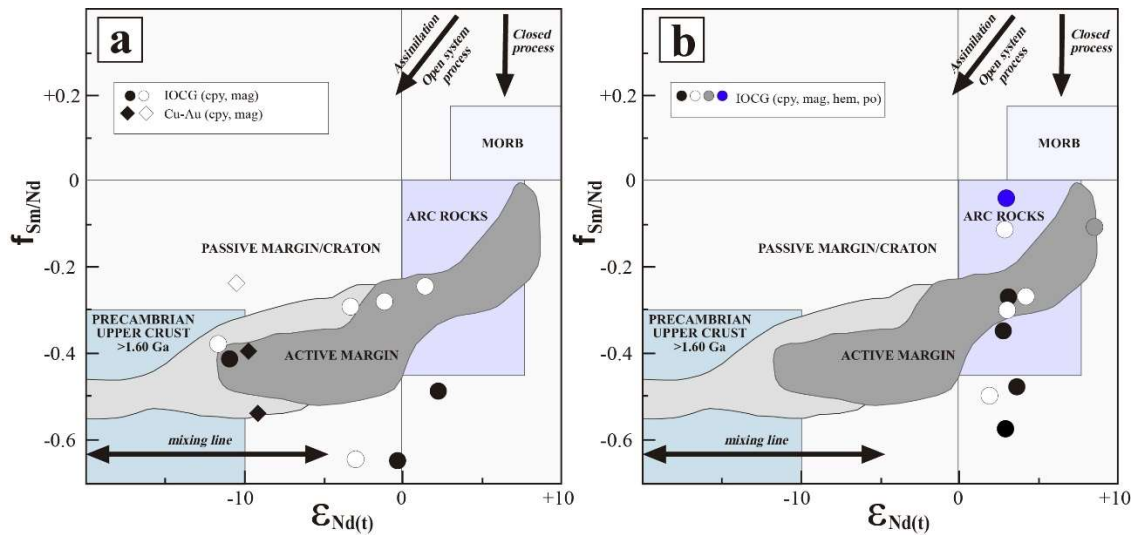 a
Assimilation
Open system
process
Closed
process
IOCG (cpy, mag)
Cu-Au (cpy, mag)
MORB
ARC ROCKS
PASSIVE MARGIN/CRATON
PRECAMBRIAN
UPPER CRUST
>1.60 Ga
ACTIVE MARGIN
mixing line
+0.2
0
-0.2
-0.4
-0.6
fSm/Nd
-10
0
+10
εNd(t)
b
Assimilation
Open system
process
Closed
process
IOCG (cpy, mag, hem, po)
MORB
ARC ROCKS
PASSIVE MARGIN/CRATON
PRECAMBRIAN
UPPER CRUST
>1.60 Ga
ACTIVE MARGIN
mixing line
+0.2
0
-0.2
-0.4
-0.6
fSm/Nd
-10
0
+10
εNd(t)